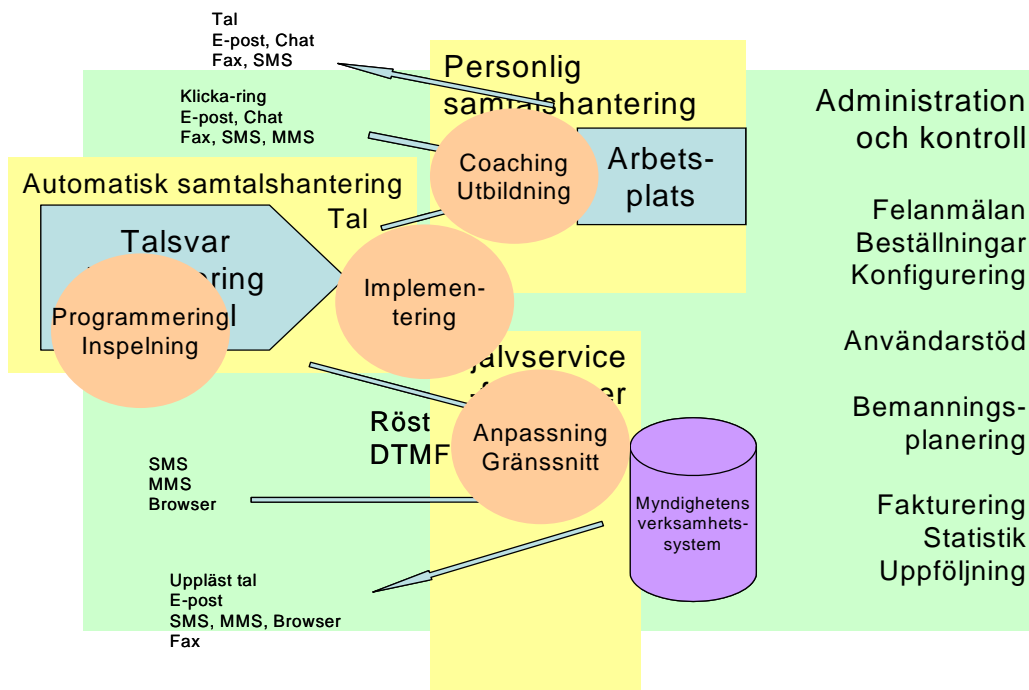 Tal
E-post, Chat
Fax, SMS
Klicka-ring
E-post, Chat
Fax, SMS, MMS
Personlig
samtalshantering
Coaching
Utbildning
Arbets-
plats
Administration
och kontroll
Felanmälan
Beställningar
Konfigurering
Användarstöd
Bemannings-
planering
Fakturering
Statistik
Uppföljning
Automatisk samtalshantering
Tal
Talsvar
Programmering
Inspelning
Implemen-
tering
Röst
DTMF
Anpassning
Gränssnitt
Myndighetens
verksamhets-
system
SMS
MMS
Browser
Uppläst tal
E-post
SMS, MMS, Browser
Fax